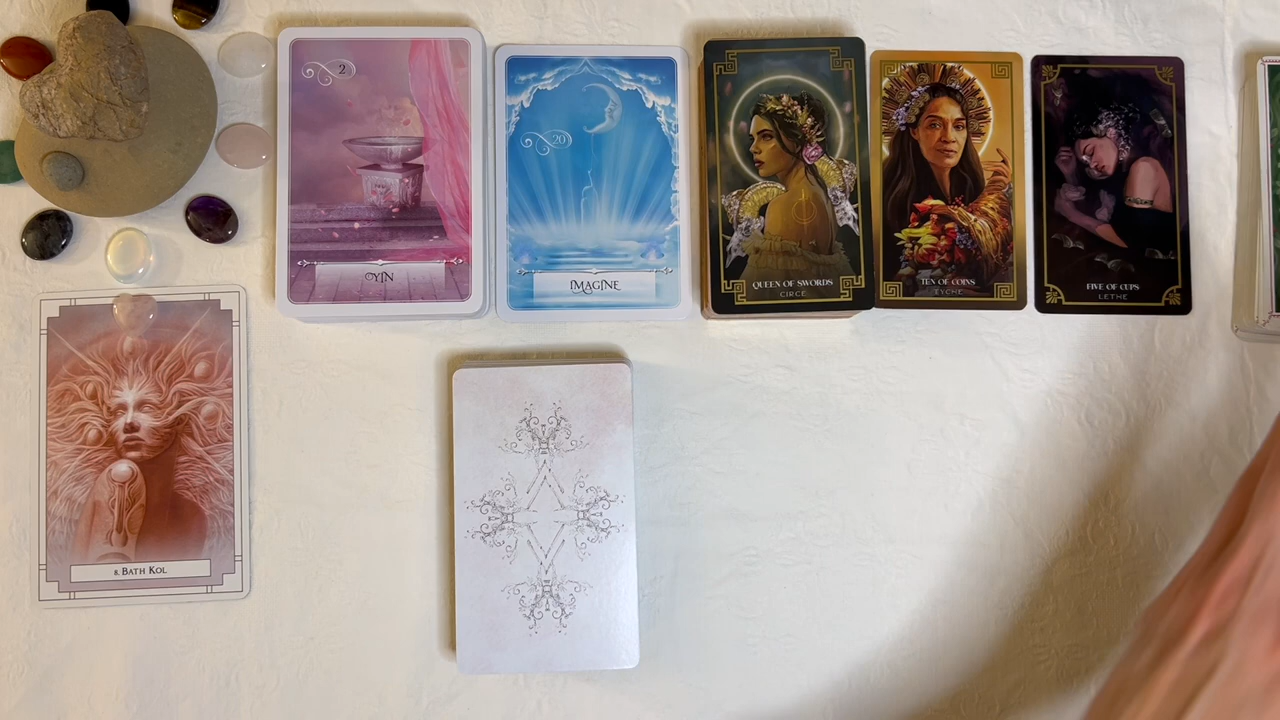 2
YIN
20
IMAGINE
QUEEN OF SWORDS
CIRCE
TEN OF COINS
TYCHE
FIVE OF CUPS
LETHE
8. BATH KOL